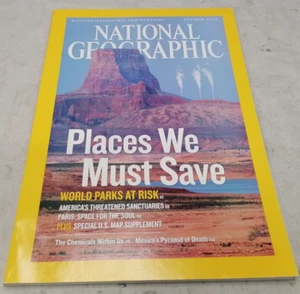 NATIONAL
GEOGRAPHIC
Places We
Must Save
WORLD PARKS AT RISK
AMERICA'S THREATENED SANCTUARIES
PARIS: SPACE FOR THE SOUL
PLUS SPECIAL U.S. MAP SUPPLEMENT
The Chemicals Within Us Mexico's Pyramid of Death